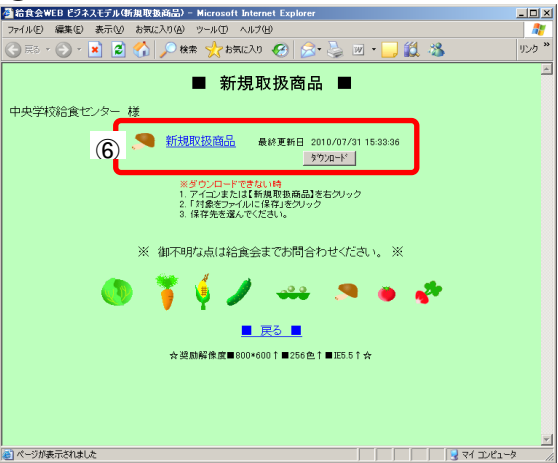 給食会WEB ビジネスモデル(新規取扱商品) - Microsoft Internet Explorer
ファイル(F) 編集(E) 表示(V) お気に入り(A) ツール(T) ヘルプ(H)
戻る 検索 お気に入り リンク »
■ 新規取扱商品 ■
中央学校給食センター 様
⑥ 新規取扱商品 最終更新日 2010/07/31 15:33:36
ダウンロード
※ダウンロードできない時
1. アイコンまたは【新規取扱商品】を右クリック
2. 「対象をファイルに保存」をクリック
3. 保存先を選んでください。
※ 御不明な点は給食会までお問合わせください。 ※
■ 戻る ■
☆奨励解像度■800*600↑■256色↑■IE5.5↑☆
ページが表示されました マイ コンピュータ